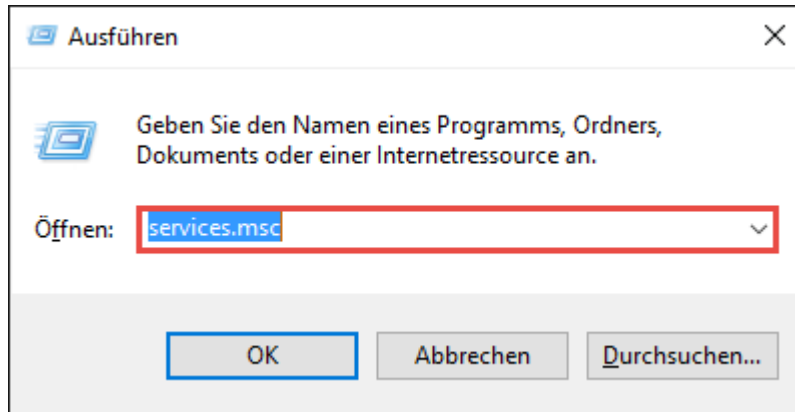 Ausführen
Geben Sie den Namen eines Programms, Ordners,
Dokuments oder einer Internetressource an.
Öffnen: services.msc
OK Abbrechen Durchsuchen...